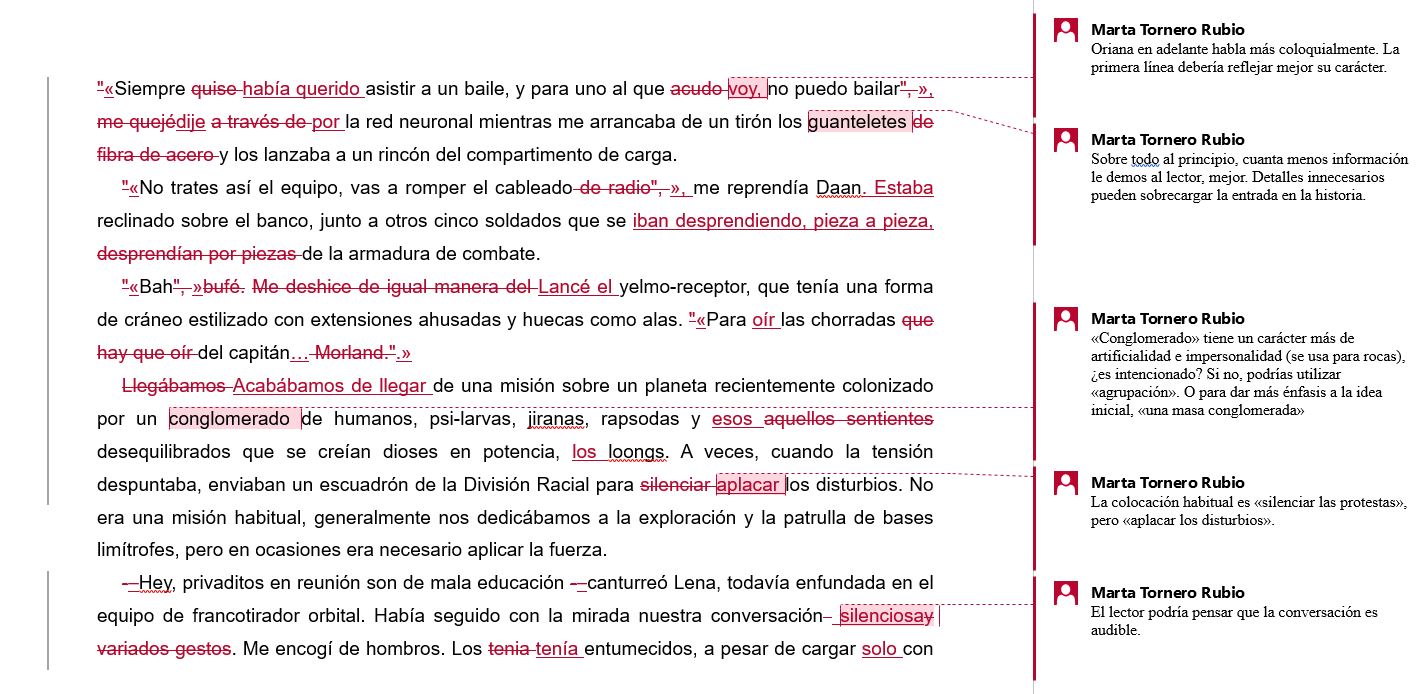 "«Siempre quise había querido asistir a un baile, y para uno al que acudo voy, no puedo bailar", »,
me quejédije a través de por la red neuronal mientras me arrancaba de un tirón los guanteletes de
fibra de acero y los lanzaba a un rincón del compartimento de carga.
"«No trates así el equipo, vas a romper el cableado de radio", », me reprendía Daan. Estaba
reclinado sobre el banco, junto a otros cinco soldados que se iban desprendiendo, pieza a pieza,
desprendían por piezas de la armadura de combate.
"«Bah", »bufé. Me deshice de igual manera del Lancé el yelmo-receptor, que tenía una forma
de cráneo estilizado con extensiones ahusadas y huecas como alas. "«Para oír las chorradas que
hay que oír del capitán… Morland.".»
Llegábamos Acabábamos de llegar de una misión sobre un planeta recientemente colonizado
por un conglomerado de humanos, psi-larvas, jiranas, rapsodas y esos aquellos sentientes
desequilibrados que se creían dioses en potencia, los loongs. A veces, cuando la tensión
despuntaba, enviaban un escuadrón de la División Racial para silenciar aplacar los disturbios. No
era una misión habitual, generalmente nos dedicábamos a la exploración y la patrulla de bases
limítrofes, pero en ocasiones era necesario aplicar la fuerza.
-—Hey, privaditos en reunión son de mala educación -—canturreó Lena, todavía enfundada en el
equipo de francotirador orbital. Había seguido con la mirada nuestra conversación- silenciosay
variados gestos. Me encogí de hombros. Los tenia tenía entumecidos, a pesar de cargar solo con
Marta Tornero Rubio
Oriana en adelante habla más coloquialmente. La
primera línea debería reflejar mejor su carácter.
Marta Tornero Rubio
Sobre todo al principio, cuanta menos información
le demos al lector, mejor. Detalles innecesarios
pueden sobrecargar la entrada en la historia.
Marta Tornero Rubio
«Conglomerado» tiene un carácter más de
artificialidad e impersonalidad (se usa para rocas),
¿es intencionado? Si no, podrías utilizar
«agrupación». O para dar más énfasis a la idea
inicial, «una masa conglomerada»
Marta Tornero Rubio
La colocación habitual es «silenciar las protestas»,
pero «aplacar los disturbios».
Marta Tornero Rubio
El lector podría pensar que la conversación es
audible.